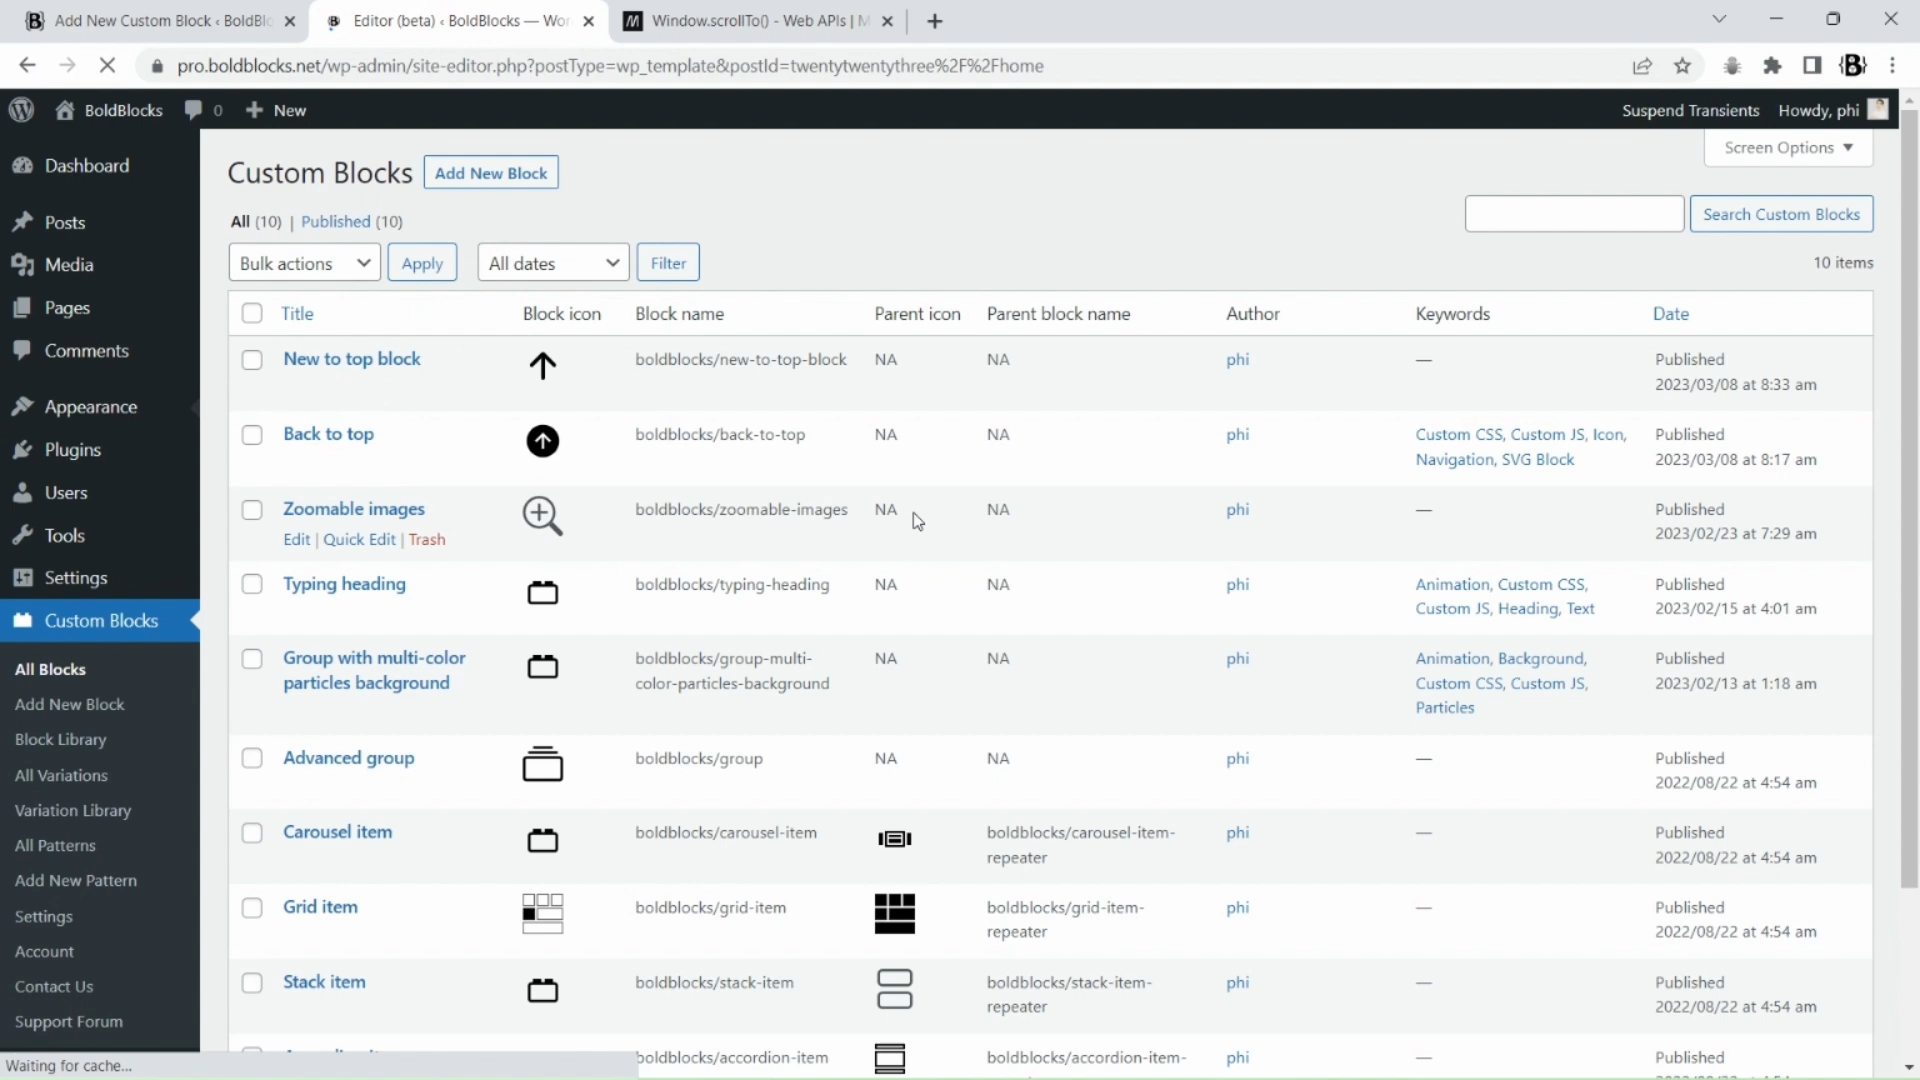 Add New Custom Block ‹ BoldBlo
Editor (beta) ‹ BoldBlocks — Wor
Window.scrollTo() - Web APIs | M
pro.boldblocks.net/wp-admin/site-editor.php?postType=wp_template&postId=twentytwentythree%2F%2Fhome
BoldBlocks
0
New
Suspend Transients
Howdy, phi
Dashboard
Posts
Media
Pages
Comments
Appearance
Plugins
Users
Tools
Settings
Custom Blocks
All Blocks
Add New Block
Block Library
All Variations
Variation Library
All Patterns
Add New Pattern
Settings
Account
Contact Us
Support Forum
Waiting for cache...
Screen Options
Custom Blocks
Add New Block
All (10) | Published (10)
Search Custom Blocks
Bulk actions
Apply
All dates
Filter
10 items
Title Block icon Block name Parent icon Parent block name Author Keywords Date
New to top block boldblocks/new-to-top-block NA NA phi — Published
2023/03/08 at 8:33 am
Back to top boldblocks/back-to-top NA NA phi Custom CSS, Custom JS, Icon, Published
Navigation, SVG Block 2023/03/08 at 8:17 am
Zoomable images boldblocks/zoomable-images NA NA phi — Published
Edit | Quick Edit | Trash 2023/02/23 at 7:29 am
Typing heading boldblocks/typing-heading NA NA phi Animation, Custom CSS, Published
Custom JS, Heading, Text 2023/02/15 at 4:01 am
Group with multi-color boldblocks/group-multi- NA NA phi Animation, Background, Published
particles background color-particles-background Custom CSS, Custom JS, 2023/02/13 at 1:18 am
Particles
Advanced group boldblocks/group NA NA phi — Published
2022/08/22 at 4:54 am
Carousel item boldblocks/carousel-item boldblocks/carousel-item- phi — Published
repeater 2022/08/22 at 4:54 am
Grid item boldblocks/grid-item boldblocks/grid-item- phi — Published
repeater 2022/08/22 at 4:54 am
Stack item boldblocks/stack-item boldblocks/stack-item- phi — Published
repeater 2022/08/22 at 4:54 am
boldblocks/accordion-item boldblocks/accordion-item- phi — Published